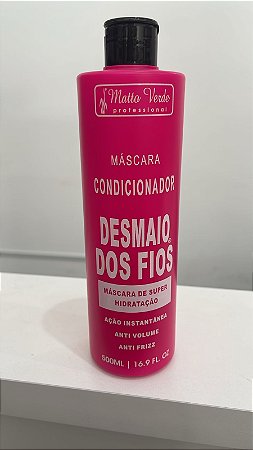 Matto Verde
professional
MÁSCARA
CONDICIONADOR
DESMAIO
DOS FIOS
MÁSCARA DE SUPER
HIDRATAÇÃO
AÇÃO INSTANTÂNEA
ANTI VOLUME
ANTI FRIZZ
500ML | 16.9 FL. OZ